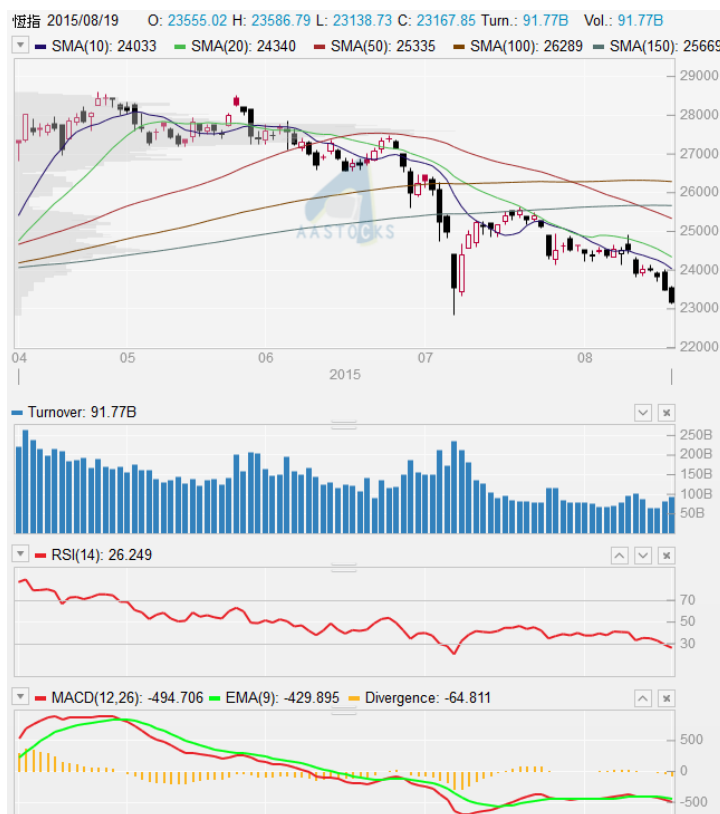 恆指 2015/08/19 O: 23555.02 H: 23586.79 L: 23138.73 C: 23167.85 Turn.: 91.77B Vol.: 91.77B
SMA(10): 24033 SMA(20): 24340 SMA(50): 25335 SMA(100): 26289 SMA(150): 25669
29000
28000
27000
26000
AASTOCKS
25000
24000
23000
22000
04 05 06 07 08
2015
Turnover: 91.77B
250B
200B
150B
100B
50B
RSI(14): 26.249
70
50
30
MACD(12,26): -494.706 EMA(9): -429.895 Divergence: -64.811
500
0
-500